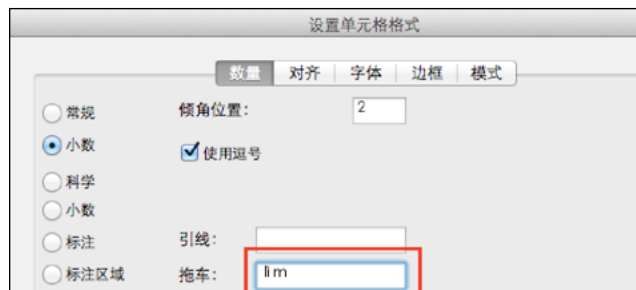 设置单元格格式
数量 对齐 字体 边框 模式
常规 倾角位置: 2
小数 使用逗号
科学
小数
标注 引线:
标注区域 拖车: lim